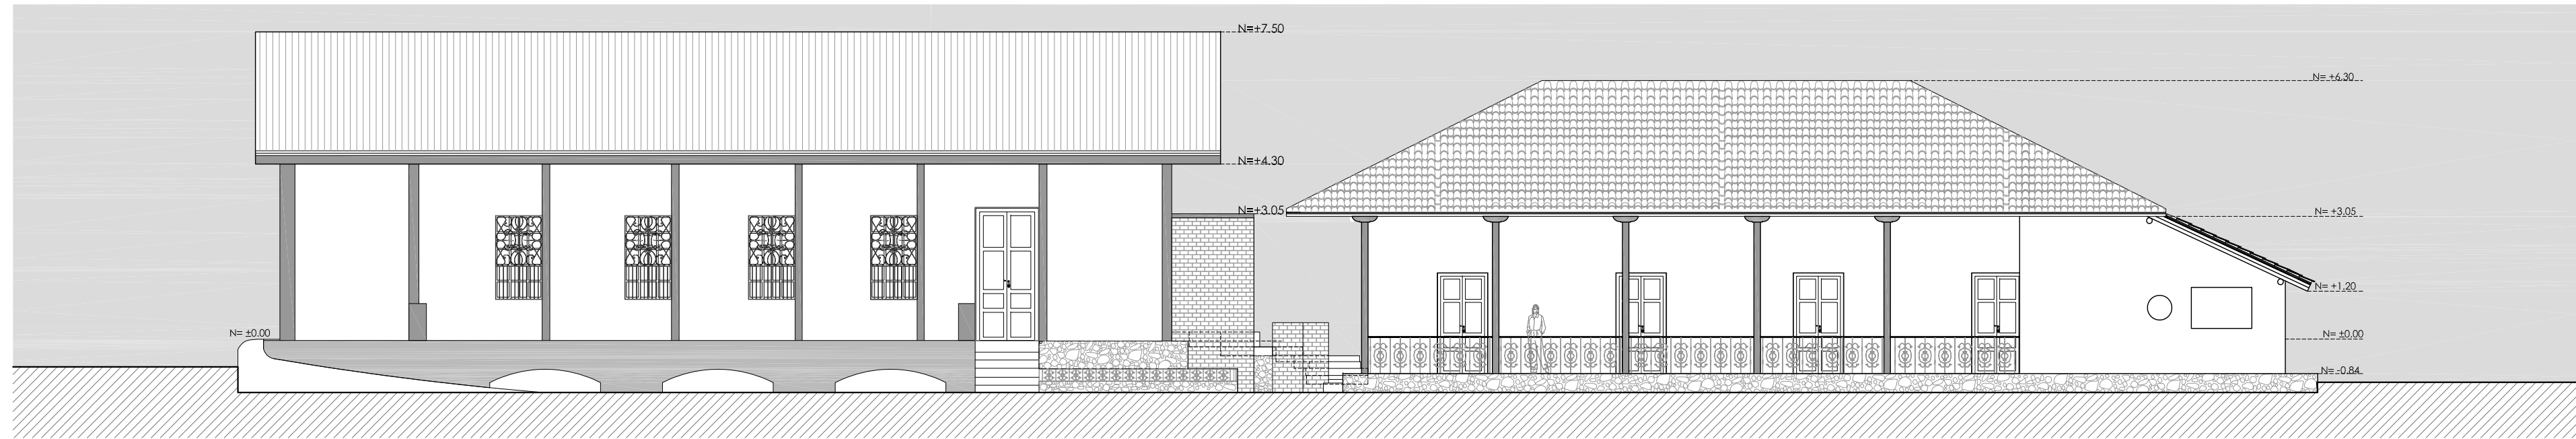 N=+7.50
N= +6.30
N=+4.30
N=+3.05
N= +3.05
N= +1.20
N= ±0.00
N= ±0.00
N= -0.84